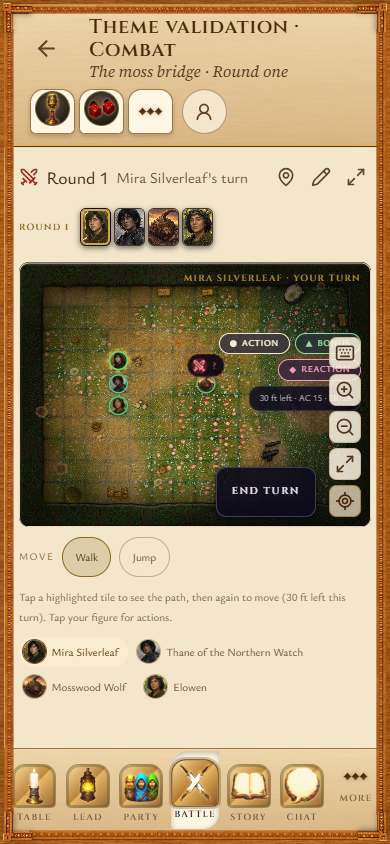 Theme validation ·
Combat
The moss bridge · Round one
Round 1 Mira Silverleaf's turn
ROUND 1
MIRA SILVERLEAF · YOUR TURN
ACTION
REACTION
30 ft left · AC 15 ·
END TURN
MOVE Walk Jump
Tap a highlighted tile to see the path, then again to move (30 ft left this
turn). Tap your figure for actions.
Mira Silverleaf Thane of the Northern Watch
Mosswood Wolf Elowen
TABLE LEAD PARTY BATTLE STORY CHAT MORE